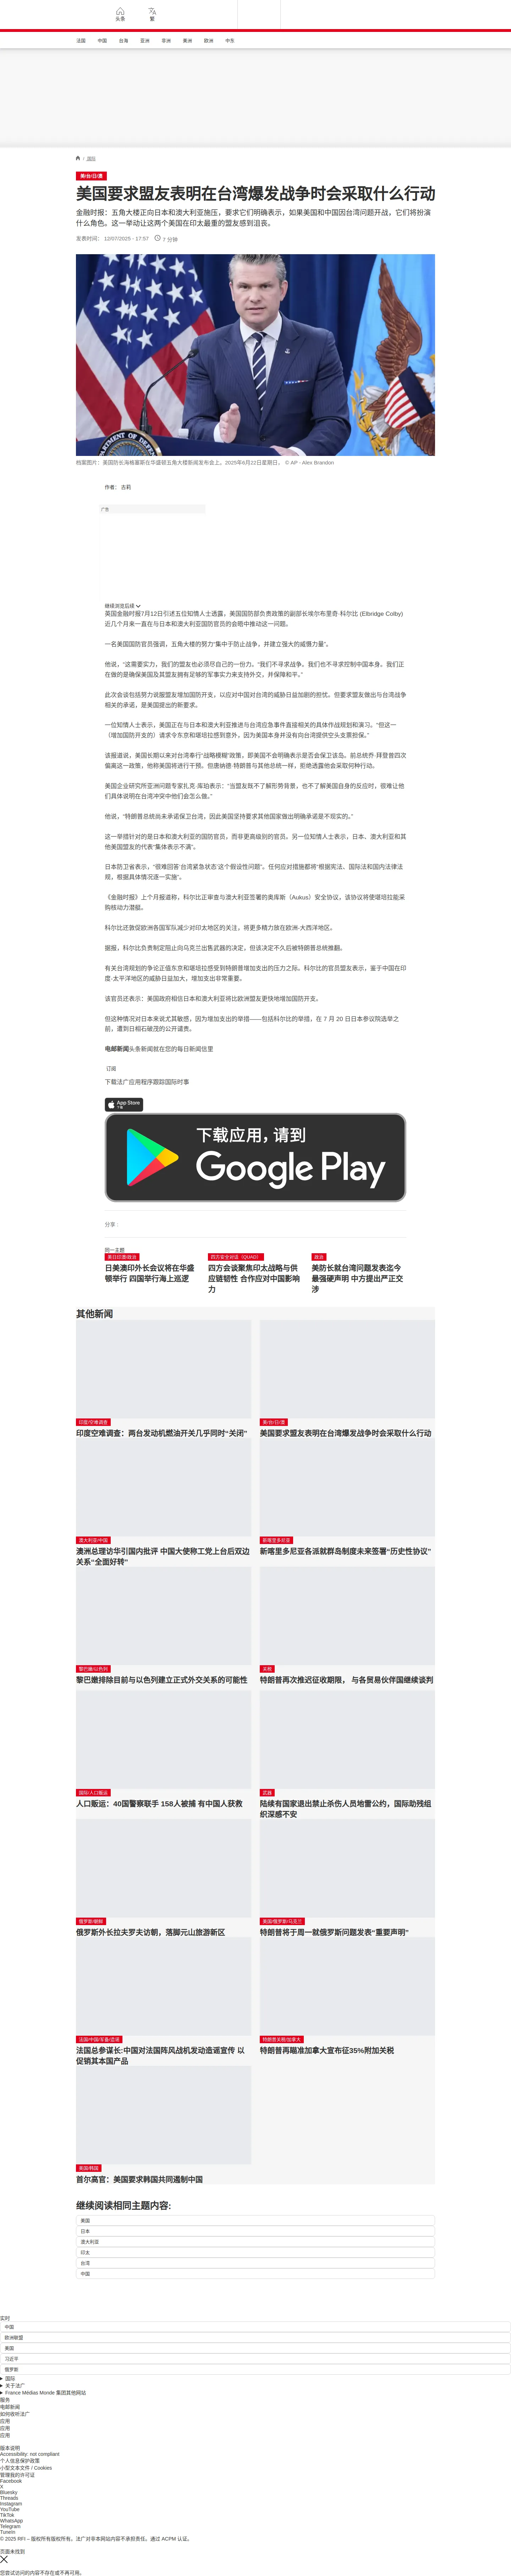 头条
繁
法国 中国 台海 亚洲 非洲 美洲 欧洲 中东
/ 国际
美/台/日/澳
美国要求盟友表明在台湾爆发战争时会采取什么行动
金融时报：五角大楼正向日本和澳大利亚施压，要求它们明确表示，如果美国和中国因台湾问题开战，它们将扮演
什么角色。这一举动让这两个美国在印太最重的盟友感到沮丧。
发表时间： 12/07/2025 - 17:57 7 分钟
档案图片：美国防长海格塞斯在华盛顿五角大楼新闻发布会上。2025年6月22日星期日。 © AP - Alex Brandon
作者： 古莉
广告
继续浏览后续
英国金融时报7月12日引述五位知情人士透露，美国国防部负责政策的副部长埃尔布里奇·科尔比 (Elbridge Colby)
近几个月来一直在与日本和澳大利亚国防官员的会晤中推动这一问题。
一名美国国防官员强调，五角大楼的努力“集中于防止战争，并建立强大的威慑力量”。
他说，“这需要实力，我们的盟友也必须尽自己的一份力。“我们不寻求战争。我们也不寻求控制中国本身。我们正
在做的是确保美国及其盟友拥有足够的军事实力来支持外交，并保障和平。”
此次会谈包括努力说服盟友增加国防开支，以应对中国对台湾的威胁日益加剧的担忧。但要求盟友做出与台湾战争
相关的承诺，是美国提出的新要求。
一位知情人士表示，美国正在与日本和澳大利亚推进与台湾应急事件直接相关的具体作战规划和演习。“但这一
（增加国防开支的）请求令东京和堪培拉感到意外，因为美国本身并没有向台湾提供空头支票担保。”
该报道说，美国长期以来对台湾奉行“战略模糊”政策，即美国不会明确表示是否会保卫该岛。前总统乔·拜登曾四次
偏离这一政策，他称美国将进行干预。但唐纳德·特朗普与其他总统一样，拒绝透露他会采取何种行动。
美国企业研究所亚洲问题专家扎克·库珀表示：“当盟友既不了解形势背景，也不了解美国自身的反应时，很难让他
们具体说明在台湾冲突中他们会怎么做。”
他说，“特朗普总统尚未承诺保卫台湾，因此美国坚持要求其他国家做出明确承诺是不现实的。”
这一举措针对的是日本和澳大利亚的国防官员，而非更高级别的官员。另一位知情人士表示，日本、澳大利亚和其
他美国盟友的代表“集体表示不满”。
日本防卫省表示，“很难回答‘台湾紧急状态’这个假设性问题”。任何应对措施都将“根据宪法、国际法和国内法律法
规，根据具体情况逐一实施”。
《金融时报》上个月报道称，科尔比正审查与澳大利亚签署的奥库斯（Aukus）安全协议，该协议将使堪培拉能采
购核动力潜艇。
科尔比还敦促欧洲各国军队减少对印太地区的关注，将更多精力放在欧洲-大西洋地区。
据报，科尔比负责制定阻止向乌克兰出售武器的决定，但该决定不久后被特朗普总统推翻。
有关台湾规划的争论正值东京和堪培拉感受到特朗普增加支出的压力之际。科尔比的官员盟友表示，鉴于中国在印
度-太平洋地区的威胁日益加大，增加支出非常重要。
该官员还表示：美国政府相信日本和澳大利亚将比欧洲盟友更快地增加国防开支。
但这种情况对日本来说尤其敏感，因为增加支出的举措——包括科尔比的举措，在 7 月 20 日日本参议院选举之
前，遭到日相石破茂的公开谴责。
电邮新闻头条新闻就在您的每日新闻信里
订阅
下载法广应用程序跟踪国际时事
App Store
下载
下载应用，请到
Google Play
分享 :
同一主题
美日印澳/政治
日美澳印外长会议将在华盛
顿举行 四国举行海上巡逻
四方安全对话（QUAD）
四方会谈聚焦印太战略与供
应链韧性 合作应对中国影响
力
政治
美防长就台湾问题发表迄今
最强硬声明 中方提出严正交
涉
其他新闻
印度/空难调查
印度空难调查：两台发动机燃油开关几乎同时“关闭”
美/台/日/澳
美国要求盟友表明在台湾爆发战争时会采取什么行动
澳大利亚/中国
澳洲总理访华引国内批评 中国大使称工党上台后双边
关系“全面好转”
新喀里多尼亚
新喀里多尼亚各派就群岛制度未来签署“历史性协议”
黎巴嫩/以色列
黎巴嫩排除目前与以色列建立正式外交关系的可能性
关税
特朗普再次推迟征收期限， 与各贸易伙伴国继续谈判
国际/人口贩运
人口贩运：40国警察联手 158人被捕 有中国人获救
武器
陆续有国家退出禁止杀伤人员地雷公约，国际助残组
织深感不安
俄罗斯/朝鲜
俄罗斯外长拉夫罗夫访朝，落脚元山旅游新区
美国/俄罗斯/乌克兰
特朗普将于周一就俄罗斯问题发表“重要声明”
法国/中国/军备/造谣
法国总参谋长:中国对法国阵风战机发动造谣宣传 以
促销其本国产品
特朗普关税/加拿大
特朗普再瞄准加拿大宣布征35%附加关税
美国/韩国
首尔高官：美国要求韩国共同遏制中国
继续阅读相同主题内容:
美国
日本
澳大利亚
印太
台湾
中国
实时
中国
欧洲联盟
美国
习近平
俄罗斯
国际
关于法广
France Médias Monde 集团其他网站
服务
电邮新闻
如何收听法广
应用
应用
应用
版本说明
Accessibility: not compliant
个人信息保护政策
小型文本文件 / Cookies
管理我的许可证
Facebook
X
Bluesky
Threads
Instagram
YouTube
TikTok
WhatsApp
Telegram
TuneIn
© 2025 RFI – 版权所有版权所有。法广对非本网站内容不承担责任。通过 ACPM 认证。
页面未找到
您尝试访问的内容不存在或不再可用。